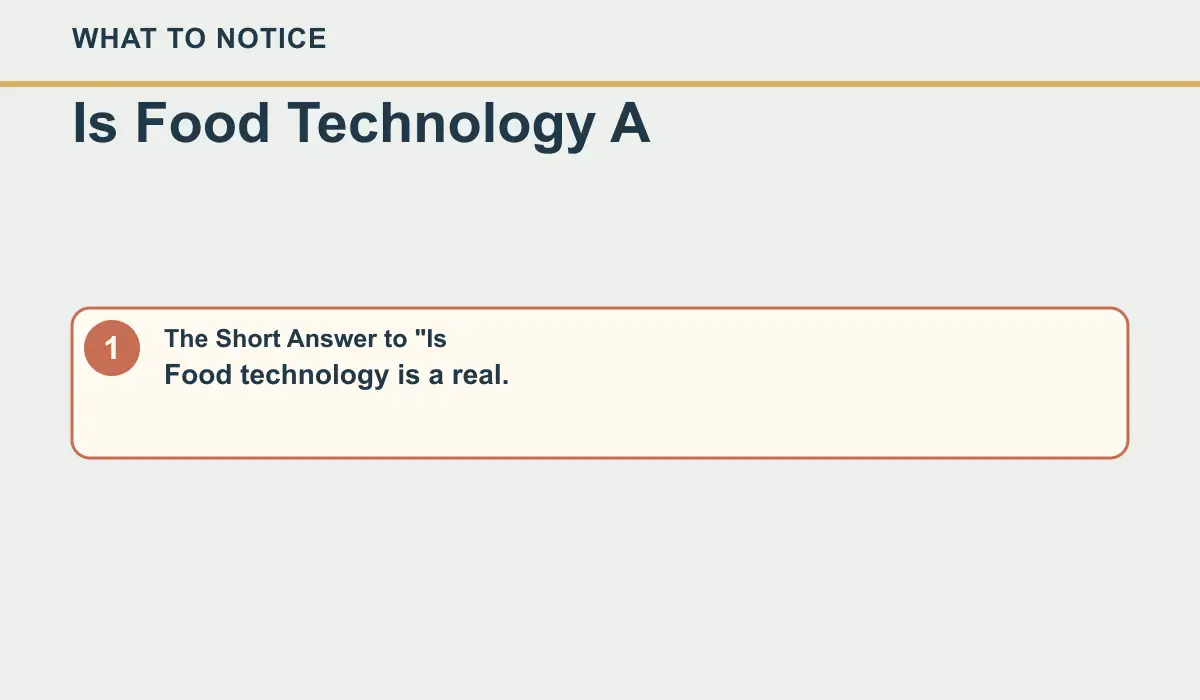 WHAT TO NOTICE
Is Food Technology A
1
The Short Answer to "Is
Food technology is a real.